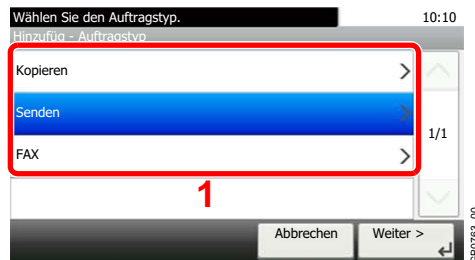 Wählen Sie den Auftragstyp. 10:10
Hinzufüg - Auftragstyp
Kopieren
Senden
1/1
FAX
1
Abbrechen Weiter >